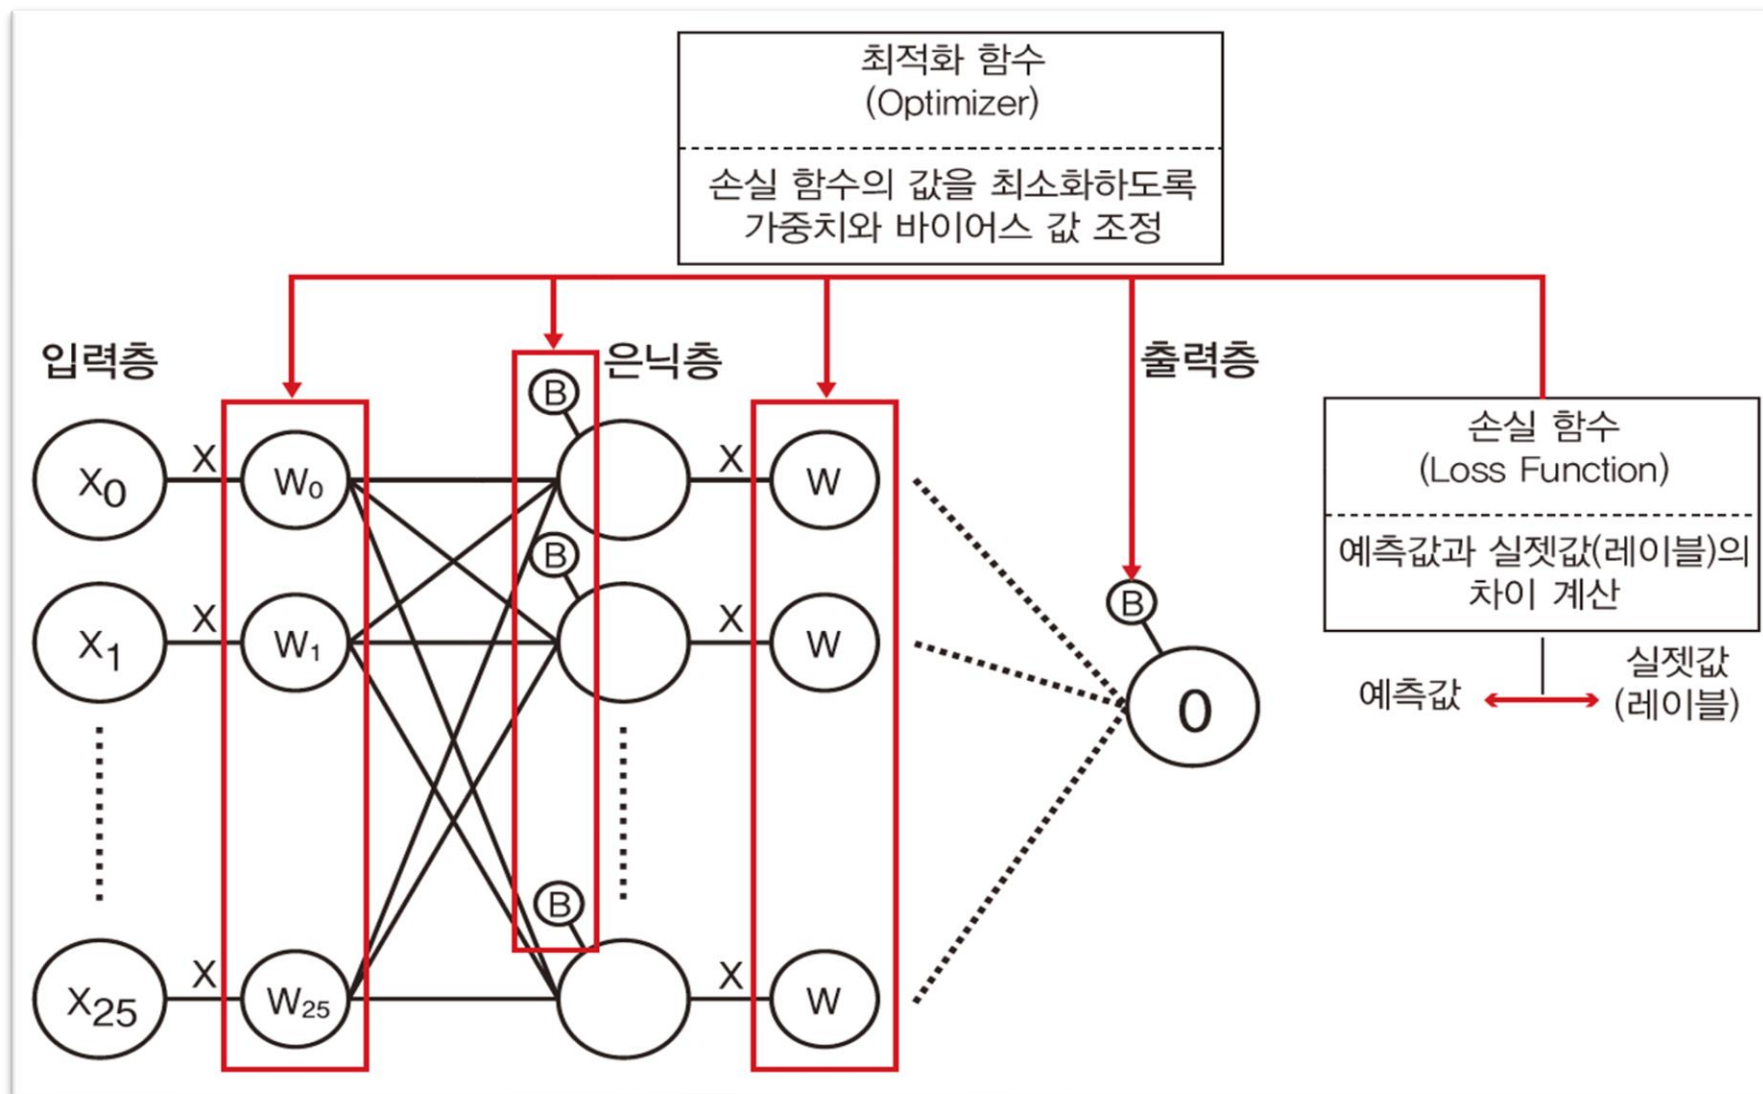 최적화 함수
(Optimizer)
손실 함수의 값을 최소화하도록
가중치와 바이어스 값 조정
입력층
은닉층
출력층
손실 함수
(Loss Function)
예측값과 실젯값(레이블)의
차이 계산
예측값
실젯값
(레이블)
B
X₀ X W₀ X W
B
X₁ X W₁ X W
B
0
B
X₂₅ X W₂₅ X W